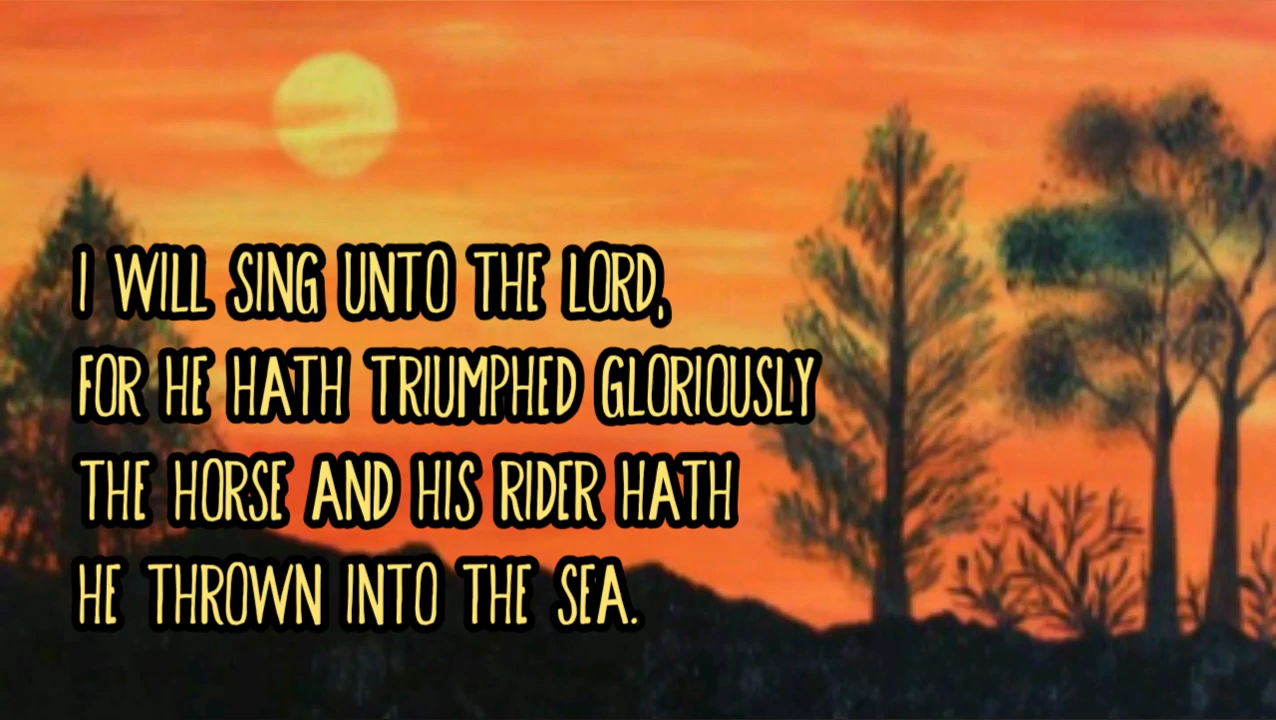 I WILL SING UNTO THE LORD,
FOR HE HATH TRIUMPHED GLORIOUSLY
THE HORSE AND HIS RIDER HATH
HE THROWN INTO THE SEA.